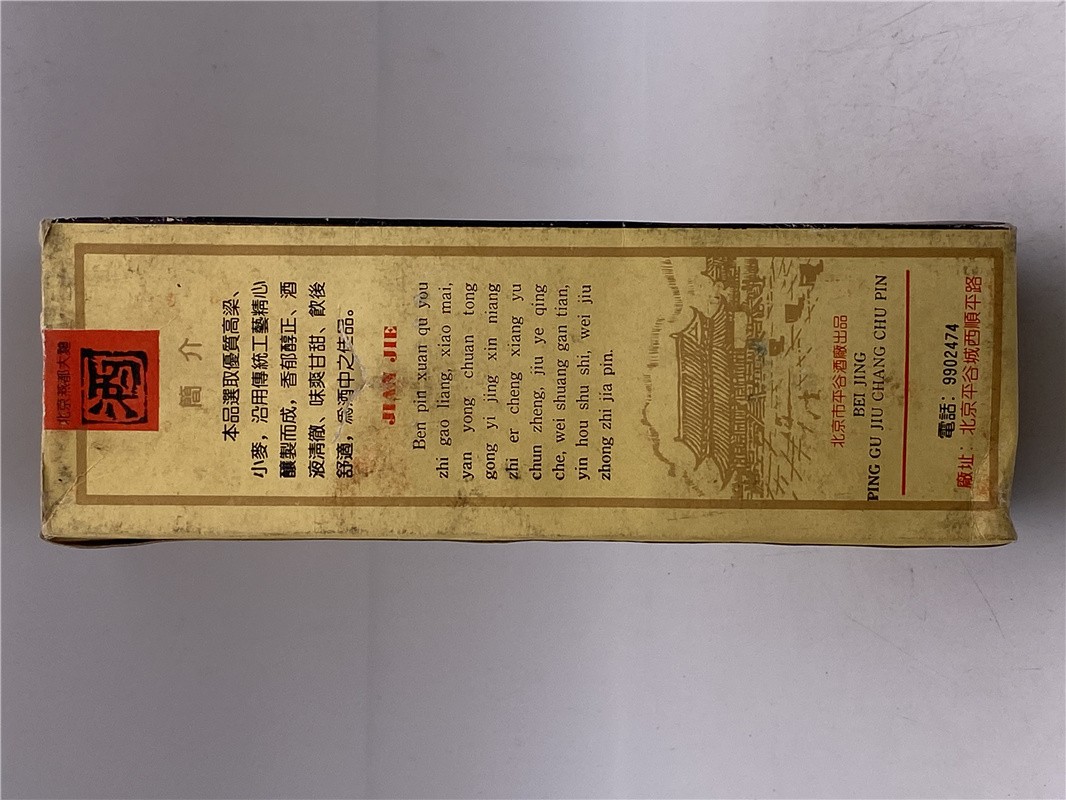 北京燕都大麯
酒
簡介
本品選取優質高梁、
小麥，沿用傳統工藝精心
釀製而成，香郁醇正、酒
液清徹、味爽甘甜、飲後
舒適，為酒中之佳品。
JIAN JIE
Ben pin xuan qu you
zhi gao liang, xiao mai,
yan yong chuan tong
gong yi jing xin niang
zhi er cheng xiang yu
chun zheng, jiu ye qing
che, wei shuang gan tian,
yin hou shu shi, wei jiu
zhong zhi jia pin.
北京市平谷酒廠出品
BEI JING
PING GU JIU CHANG CHU PIN
電話：9902474
廠址：北京平谷城西順平路